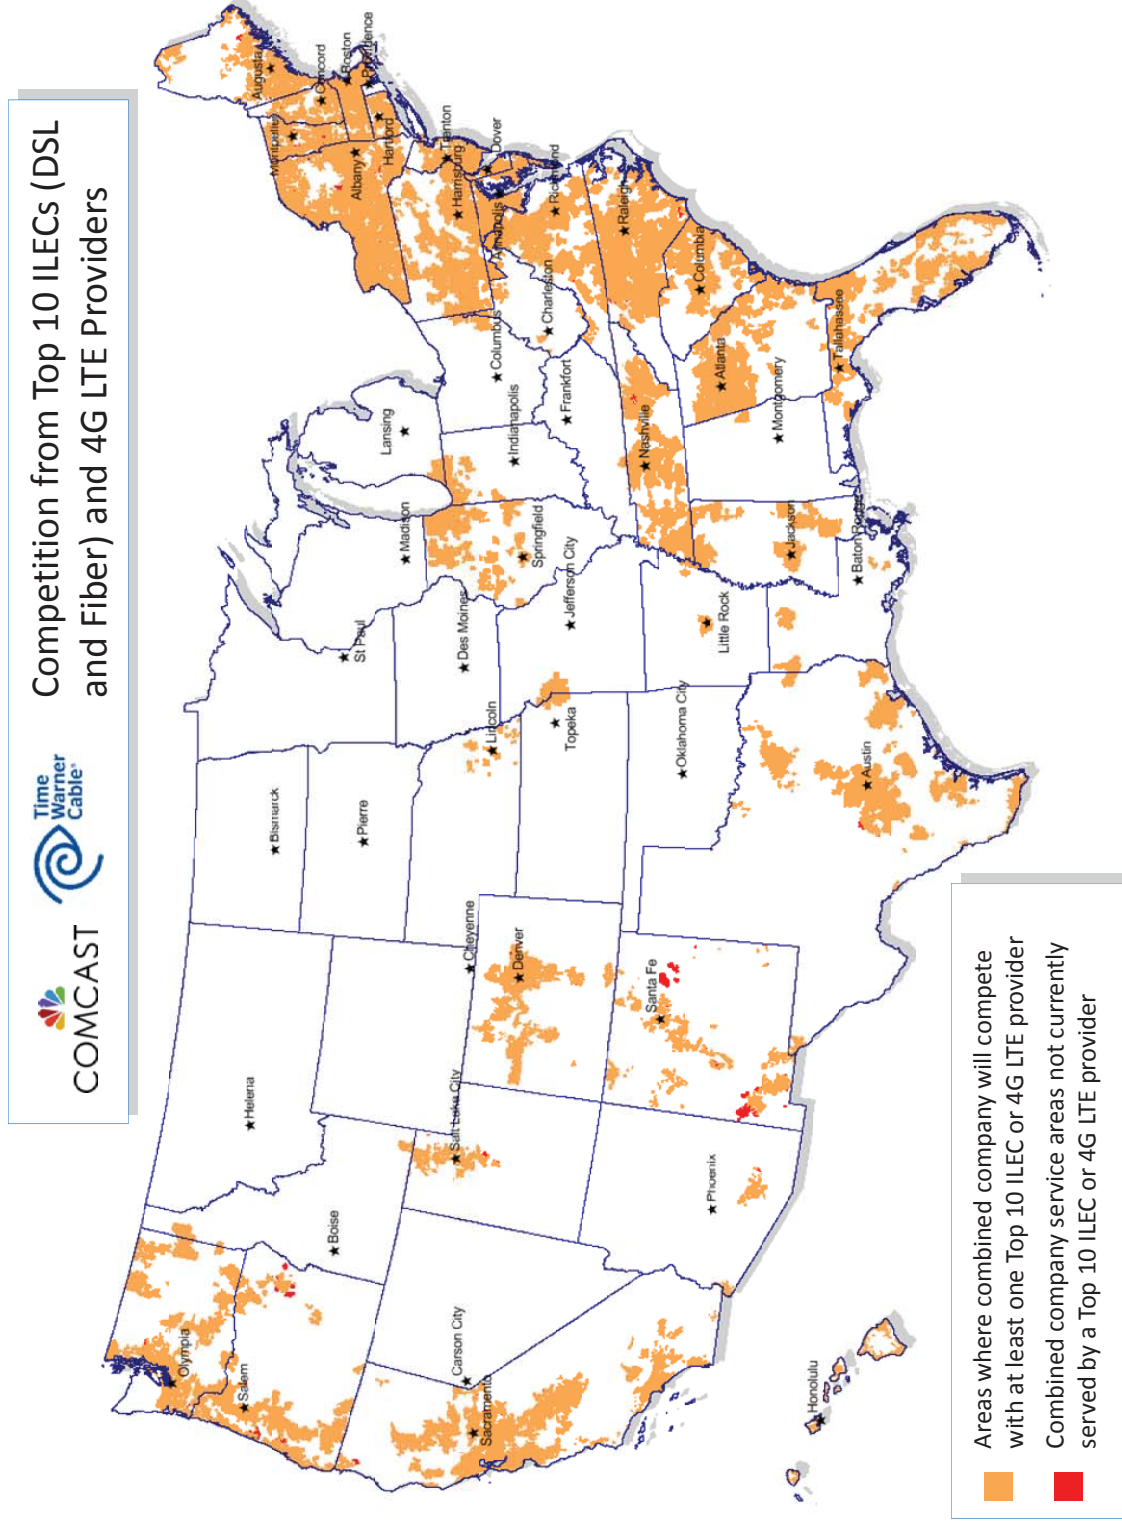 COMCAST
Time
Warner
Cable®
Competition from Top 10 ILECs (DSL
and Fiber) and 4G LTE Providers
Olympia
Salem
Helena
Boise
Bismarck
Pierre
St Paul
Madison
Lansing
Montpelier
Augusta
Concord
Boston
Providence
Hartford
Albany
Trenton
Harrisburg
Dover
Annapolis
Richmond
Carson City
Sacramento
Salt Lake City
Cheyenne
Denver
Lincoln
Des Moines
Springfield
Indianapolis
Columbus
Charleston
Frankfort
Topeka
Jefferson City
Nashville
Raleigh
Columbia
Phoenix
Santa Fe
Oklahoma City
Little Rock
Atlanta
Montgomery
Jackson
Tallahassee
Austin
Baton Rouge
Honolulu
Areas where combined company will compete
with at least one Top 10 ILEC or 4G LTE provider
Combined company service areas not currently
served by a Top 10 ILEC or 4G LTE provider